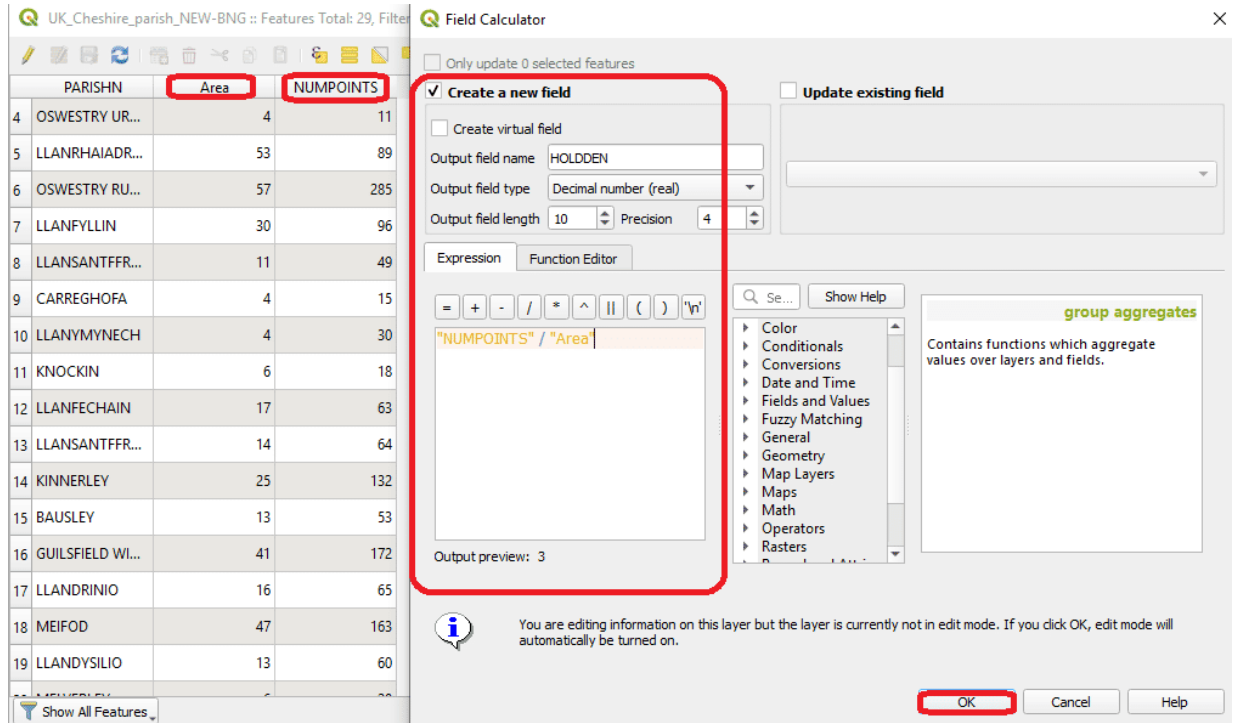 UK_Cheshire_parish_NEW-BNG :: Features Total: 29, Filter
PARISHN Area NUMPOINTS
4 OSWESTRY UR... 4 11
5 LLANRHAIADR... 53 89
6 OSWESTRY RU... 57 285
7 LLANFYLLIN 30 96
8 LLANSANTFFR... 11 49
9 CARREGHOFA 4 15
10 LLANYMYNECH 4 30
11 KNOCKIN 6 18
12 LLANFECHAIN 17 63
13 LLANSANTFFR... 14 64
14 KINNERLEY 25 132
15 BAUSLEY 13 53
16 GUILSFIELD WI... 41 172
17 LLANDRINIO 16 65
18 MEIFOD 47 163
19 LLANDYSILIO 13 60
Show All Features
Field Calculator
Only update 0 selected features
Create a new field
Update existing field
Create virtual field
Output field name HOLDDEN
Output field type Decimal number (real)
Output field length 10 Precision 4
Expression Function Editor
= + - / * ^ || ( ) '\n'
"NUMPOINTS" / "Area"
Output preview: 3
Se... Show Help
Color
Conditionals
Conversions
Date and Time
Fields and Values
Fuzzy Matching
General
Geometry
Map Layers
Maps
Math
Operators
Rasters
group aggregates
Contains functions which aggregate
values over layers and fields.
You are editing information on this layer but the layer is currently not in edit mode. If you click OK, edit mode will
automatically be turned on.
OK Cancel Help